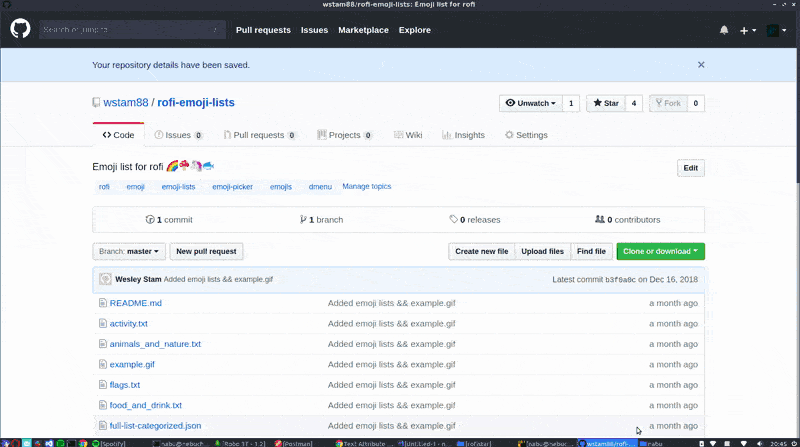 wstam88/rofi-emoji-lists: Emoji list for rofi
Search or jump to... / Pull requests Issues Marketplace Explore
Your repository details have been saved.
wstam88 / rofi-emoji-lists Unwatch 1 Star 4 Fork 0
Code Issues 0 Pull requests 0 Projects 0 Wiki Insights Settings
Emoji list for rofi 🌈🍄🦄🐟 Edit
rofi emoji emoji-lists emoji-picker emojis dmenu Manage topics
1 commit 1 branch 0 releases 0 contributors
Branch: master New pull request Create new file Upload files Find file Clone or download
Wesley Stam Added emoji lists && example.gif Latest commit b3f6a8c on Dec 16, 2018
README.md Added emoji lists && example.gif a month ago
activity.txt Added emoji lists && example.gif a month ago
animals_and_nature.txt Added emoji lists && example.gif a month ago
example.gif Added emoji lists && example.gif a month ago
flags.txt Added emoji lists && example.gif a month ago
food_and_drink.txt Added emoji lists && example.gif a month ago
full-list-categorized.json Added emoji lists && example.gif a month ago
[Spotify] [Robo 3T - 1.2] [Postman] Text Attribute wstam88/rofi nabu 20:45